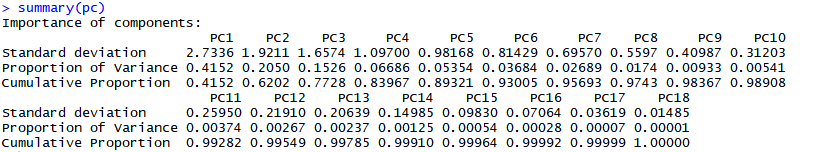 > summary(pc)
Importance of components:
PC1 PC2 PC3 PC4 PC5 PC6 PC7 PC8 PC9 PC10
Standard deviation 2.7336 1.9211 1.6574 1.09700 0.98168 0.81429 0.69570 0.5597 0.40987 0.31203
Proportion of Variance 0.4152 0.2050 0.1526 0.06686 0.05354 0.03684 0.02689 0.0174 0.00933 0.00541
Cumulative Proportion 0.4152 0.6202 0.7728 0.83967 0.89321 0.93005 0.95693 0.9743 0.98367 0.98908
PC11 PC12 PC13 PC14 PC15 PC16 PC17 PC18
Standard deviation 0.25950 0.21910 0.20639 0.14985 0.09830 0.07064 0.03619 0.01485
Proportion of Variance 0.00374 0.00267 0.00237 0.00125 0.00054 0.00028 0.00007 0.00001
Cumulative Proportion 0.99282 0.99549 0.99785 0.99910 0.99964 0.99992 0.99999 1.00000